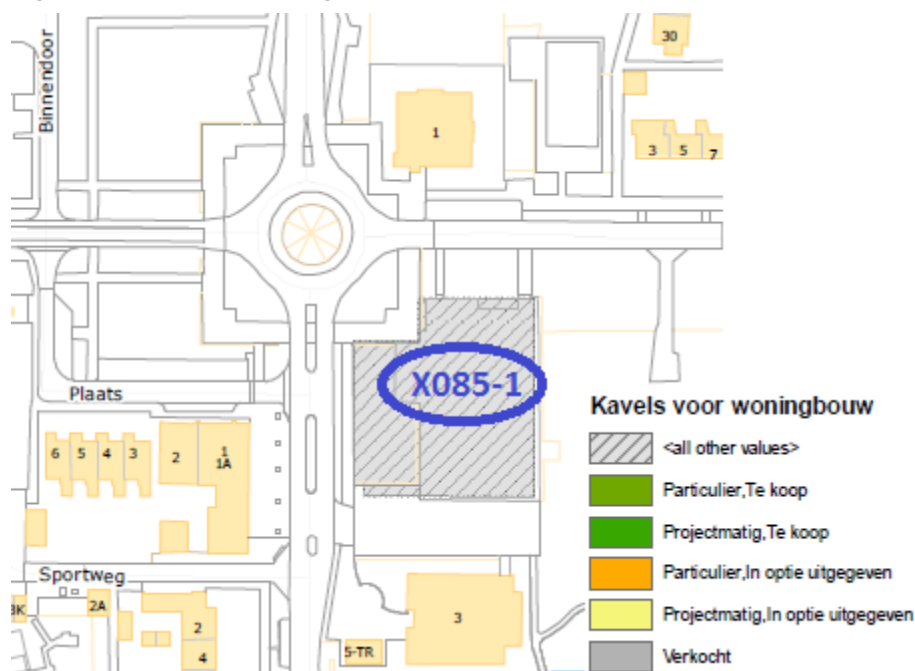 Binnendoor
30
1
3 5 7
X085-1
Plaats
6 5 4 3 2 1
1A
Sportweg
3K
2A
2
4
3
5-TR
Kavels voor woningbouw
<all other values>
Particulier,Te koop
Projectmatig,Te koop
Particulier,In optie uitgegeven
Projectmatig,In optie uitgegeven
Verkocht